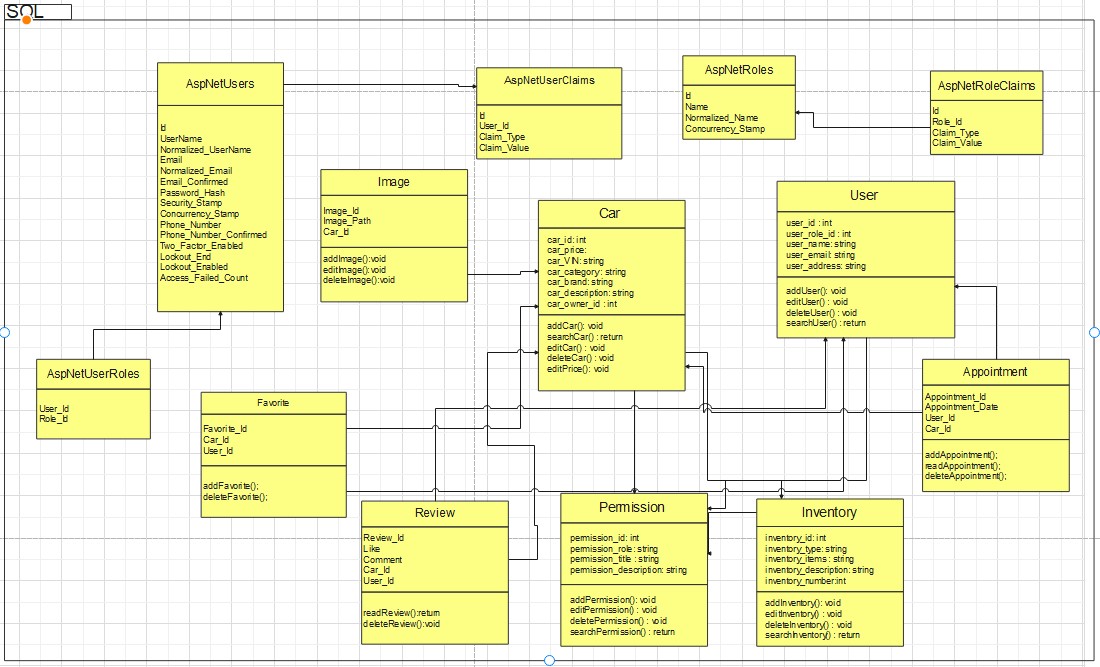 SQL
AspNetUsers
Id
UserName
Normalized_UserName
Email
Normalized_Email
Email_Confirmed
Password_Hash
Security_Stamp
Concurrency_Stamp
Phone_Number
Phone_Number_Confirmed
Two_Factor_Enabled
Lockout_End
Lockout_Enabled
Access_Failed_Count
AspNetUserClaims
Id
User_Id
Claim_Type
Claim_Value
AspNetRoles
Id
Name
Normalized_Name
Concurrency_Stamp
AspNetRoleClaims
Id
Role_Id
Claim_Type
Claim_Value
Image
Image_Id
Image_Path
Car_Id
addImage():void
editImage():void
deleteImage():void
Car
car_id: int
car_price:
car_VIN: string
car_category: string
car_brand: string
car_description: string
car_owner_id : int
addCar(): void
searchCar() : return
editCar() : void
deleteCar() : void
editPrice(): void
User
user_id : int
user_role_id : int
user_name: string
user_email: string
user_address: string
addUser(): void
editUser() : void
deleteUser() : void
searchUser() : return
AspNetUserRoles
User_Id
Role_Id
Favorite
Favorite_Id
Car_Id
User_Id
addFavorite();
deleteFavorite();
Appointment
Appointment_Id
Appointment_Date
User_Id
Car_Id
addAppointment();
readAppointment();
deleteAppointment();
Review
Review_Id
Like
Comment
Car_Id
User_Id
readReview():return
deleteReview():void
Permission
permission_id: int
permission_role: string
permission_title : string
permission_description: string
addPermission(): void
editPermission() : void
deletePermission() : void
searchPermission() : return
Inventory
inventory_id: int
inventory_type: string
inventory_items : string
inventory_description: string
inventory_number:int
addInventory(): void
editInventory() : void
deleteInventory() : void
searchInventory() : return